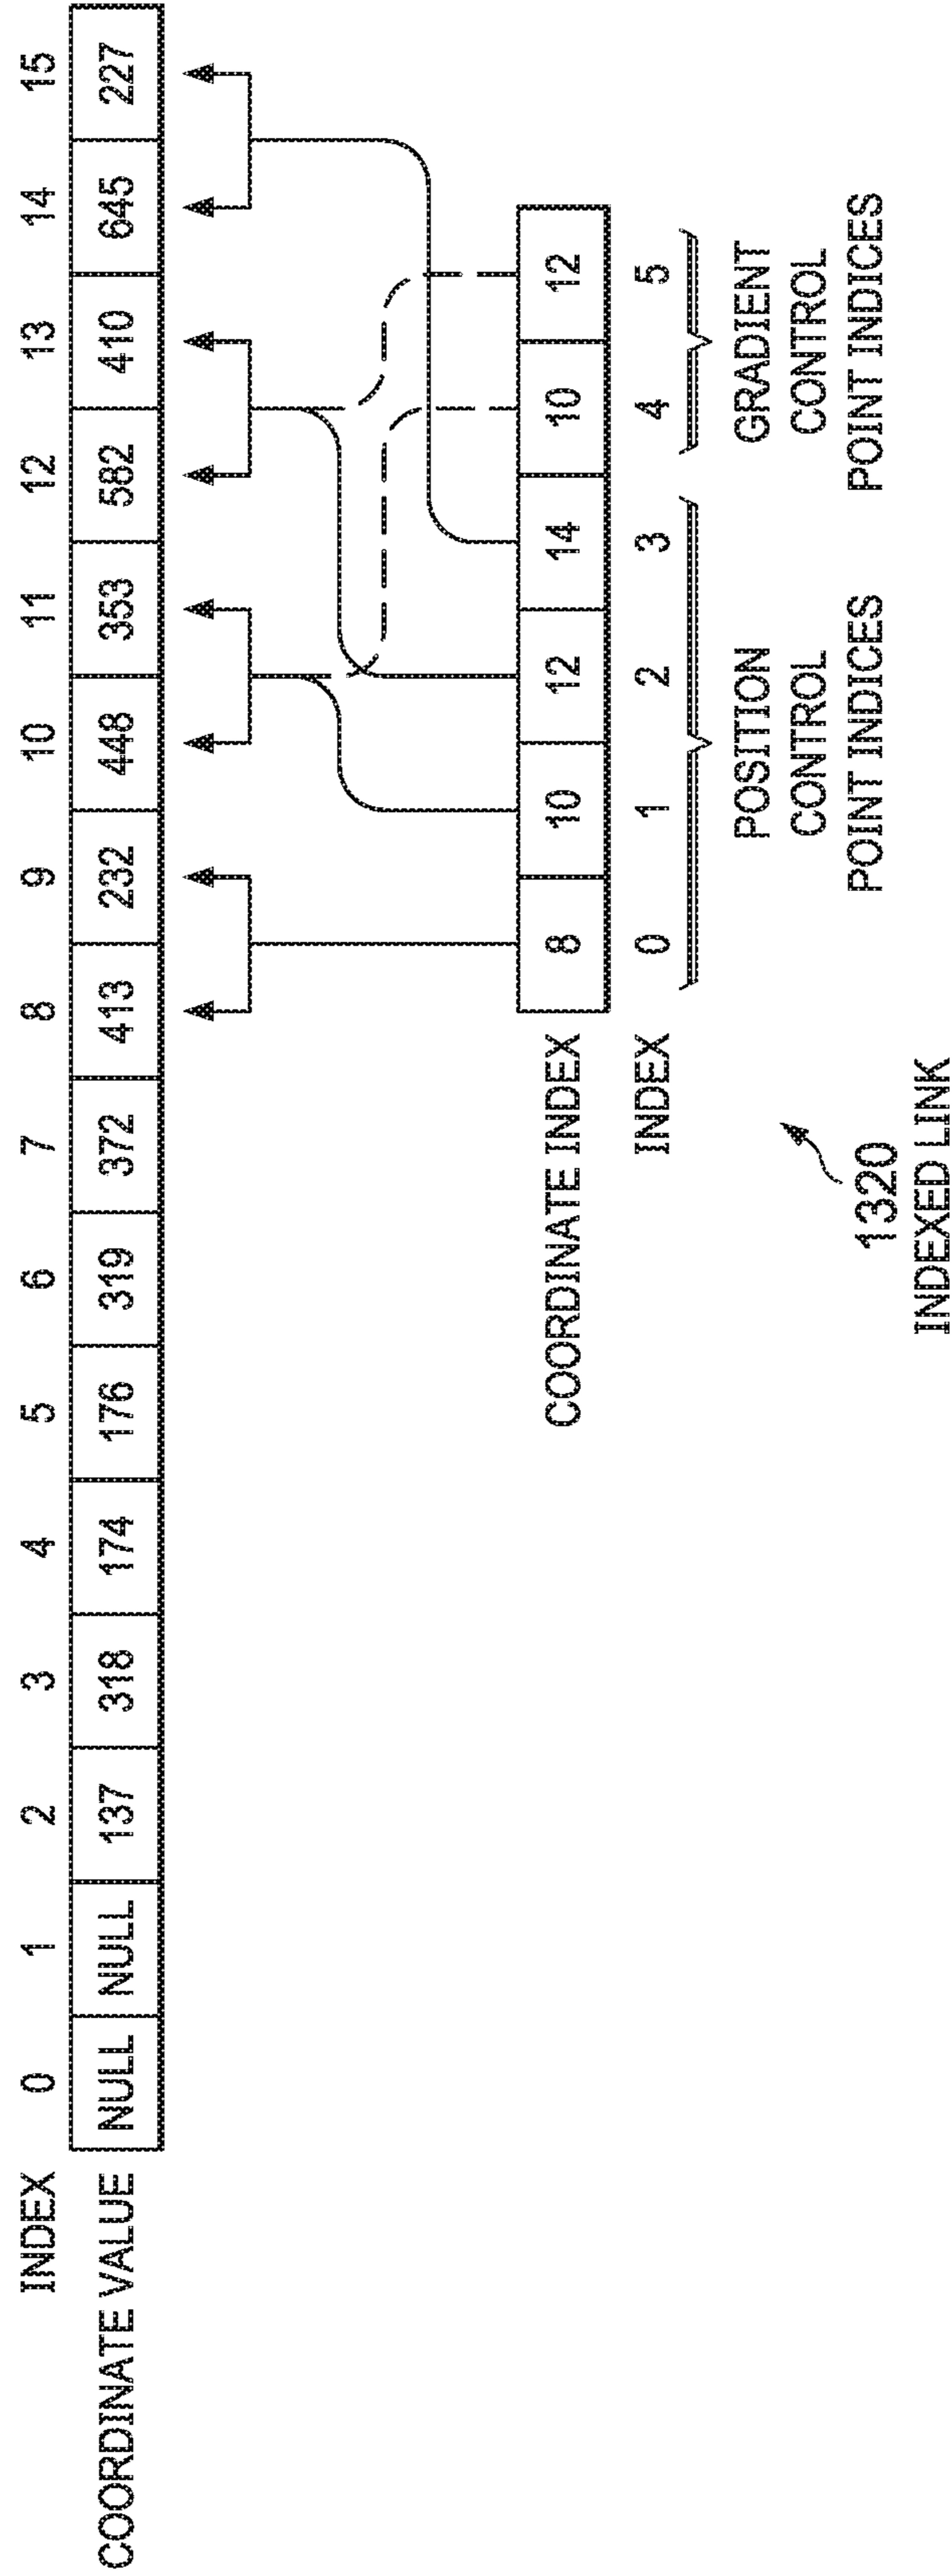 INDEX 0 1 2 3 4 5 6 7 8 9 10 11 12 13 14 15
COORDINATE VALUE NULL NULL 137 318 174 176 319 372 413 232 448 353 582 410 645 227
COORDINATE INDEX 8 10 12 14 10 12
INDEX 0 1 2 3 4 5
POSITION
CONTROL
POINT INDICES
GRADIENT
CONTROL
POINT INDICES
1320
INDEXED LINK